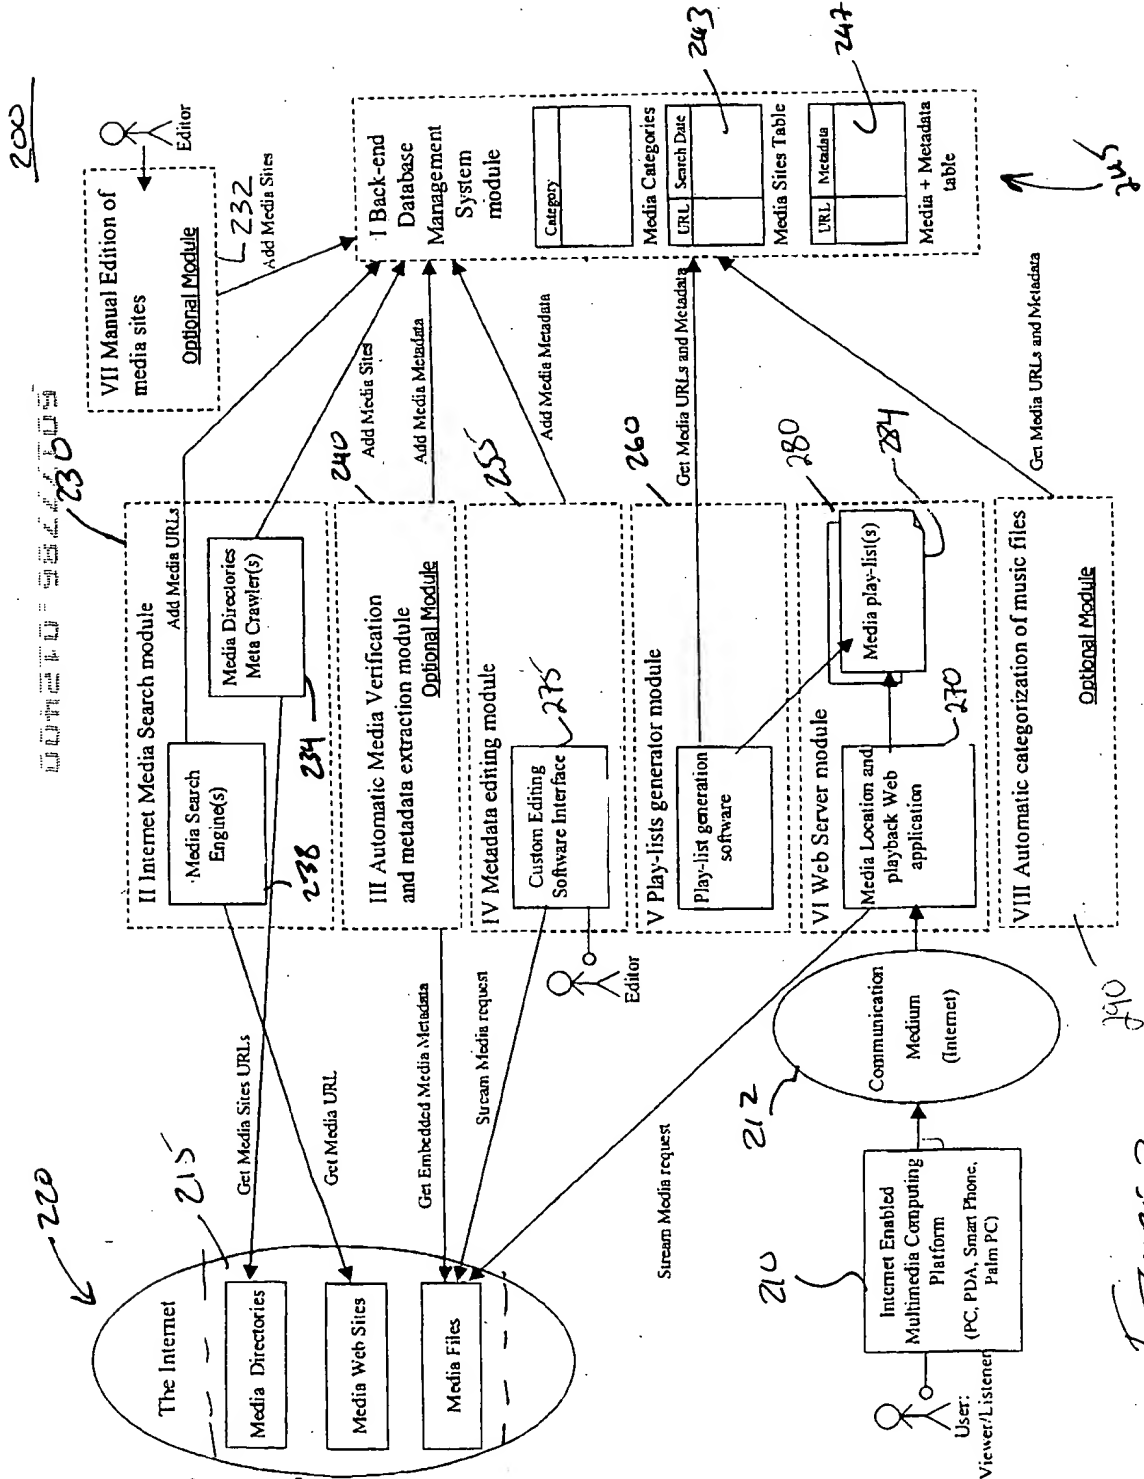 200
220
The Internet
215
Media Directories
Media Web Sites
Media Files
Get Media Sites URLs
Get Media URL
Get Embedded Media Metadata
Stream Media request
Stream Media request
230
II Internet Media Search module
Media Search
Engine(s)
238
Media Directories
Meta Crawler(s)
234
Add Media URLs
240
III Automatic Media Verification
and metadata extraction module
Optional Module
Add Media Sites
Add Media Metadata
255
IV Metadata editing module
Custom Editing
Software Interface
275
Editor
Add Media Metadata
260
V Play-lists generator module
Play-list generation
software
Get Media URLs and Metadata
280
VI Web Server module
Media Location and
playback Web
application
270
Media play-list(s)
284
VIII Automatic categorization of music files
Optional Module
290
Get Media URLs and Metadata
VII Manual Edition of
media sites
Optional Module
Editor
232
Add Media Sites
I Back-end
Database
Management
System
module
Category
Media Categories
URL
Search Date
Media Sites Table
243
URL
Metadata
Media + Metadata
table
247
245
210
Internet Enabled
Multimedia Computing
Platform
(PC, PDA, Smart Phone,
Palm PC)
User:
Viewer/Listener
212
Communication
Medium
(Internet)